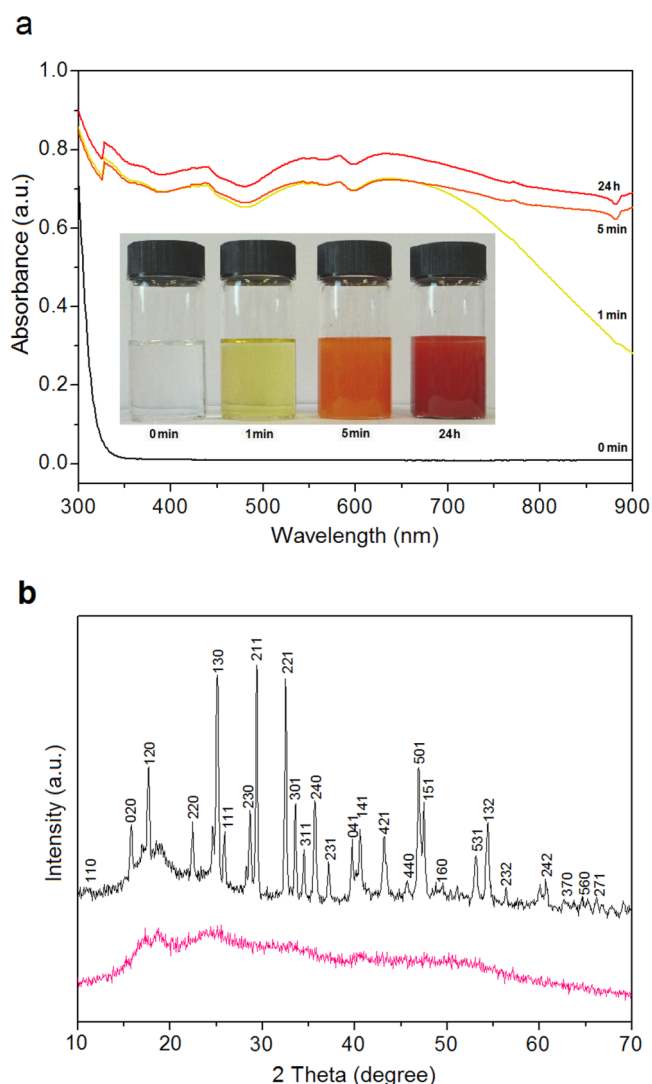 a
1.0
0.8
0.6
0.4
0.2
0.0
Absorbance (a.u.)
24 h
5 min
1 min
0 min
0 min 1 min 5 min 24 h
300 400 500 600 700 800 900
Wavelength (nm)
b
Intensity (a.u.)
110 020 120 220 130 111 230 211 221 301 311 240 231 041 141 421 440 501 151 160 531 132 232 242 370 560 271
10 20 30 40 50 60 70
2 Theta (degree)